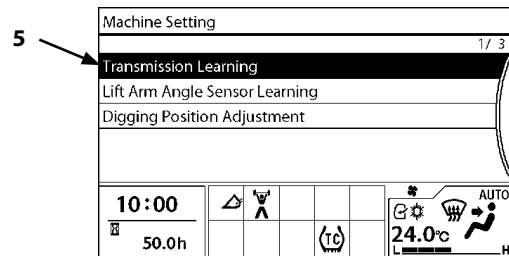 Machine Setting
5
1/ 3
Transmission Learning
Lift Arm Angle Sensor Learning
Digging Position Adjustment
10:00
50.0h
(TC)
AUTO
24.0℃
L H